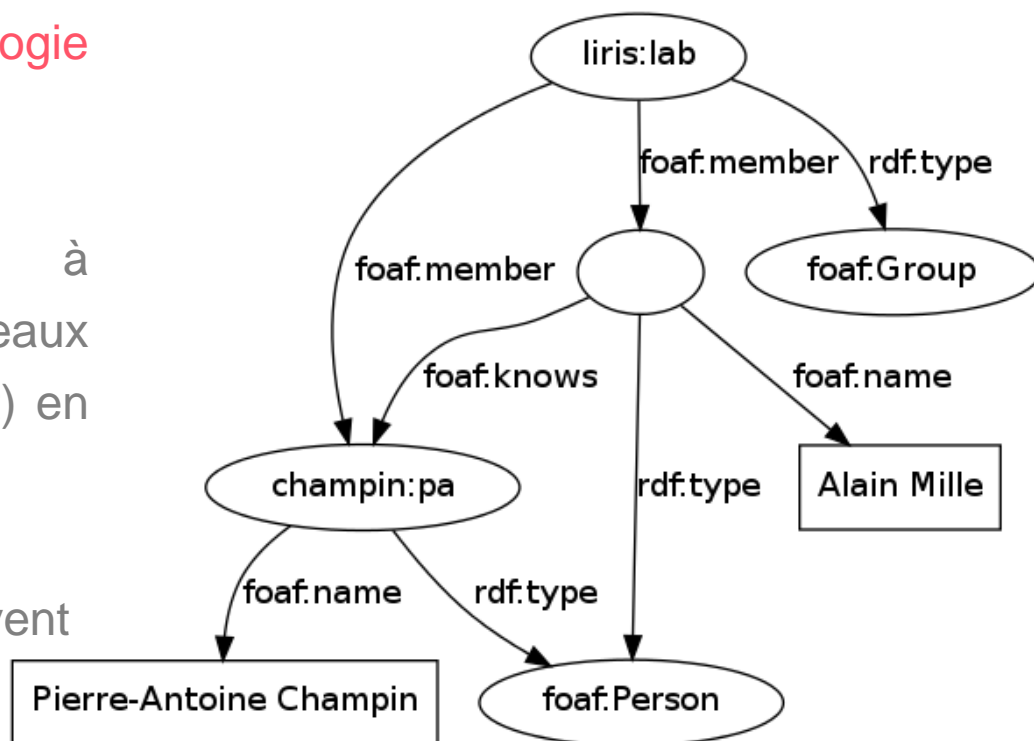 ogie
liris:lab
foaf:member
rdf:type
à
foaf:member
foaf:Group
eaux
foaf:knows
foaf:name
) en
champin:pa
rdf:type
Alain Mille
foaf:name
rdf:type
vent
Pierre-Antoine Champin
foaf:Person